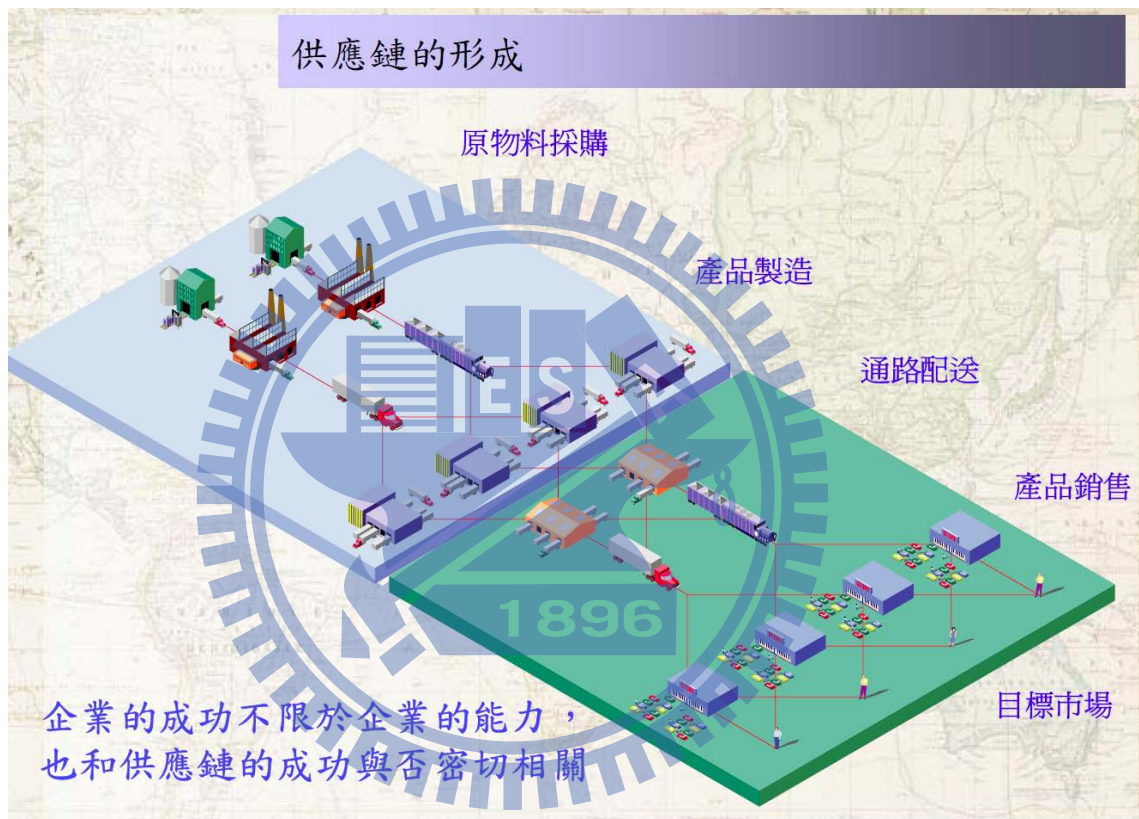 供應鏈的形成
原物料採購
產品製造
通路配送
產品銷售
目標市場
企業的成功不限於企業的能力，
也和供應鏈的成功與否密切相關
ES
1896